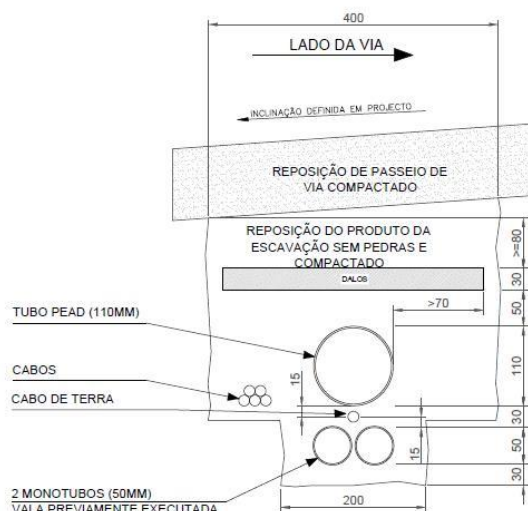 400
LADO DA VIA
INCLINAÇÃO DEFINIDA EM PROJECTO
REPOSIÇÃO DE PASSEIO DE
VIA COMPACTADO
REPOSIÇÃO DO PRODUTO DA
ESCAVAÇÃO SEM PEDRAS E
COMPACTADO
>=80
DALOS
30
>70
50
TUBO PEAD (110MM)
110
CABOS
15
CABO DE TERRA
30
15
50
2 MONOTUBOS (50MM)
30
VALA PREVIAMENTE EXECUTADA
200